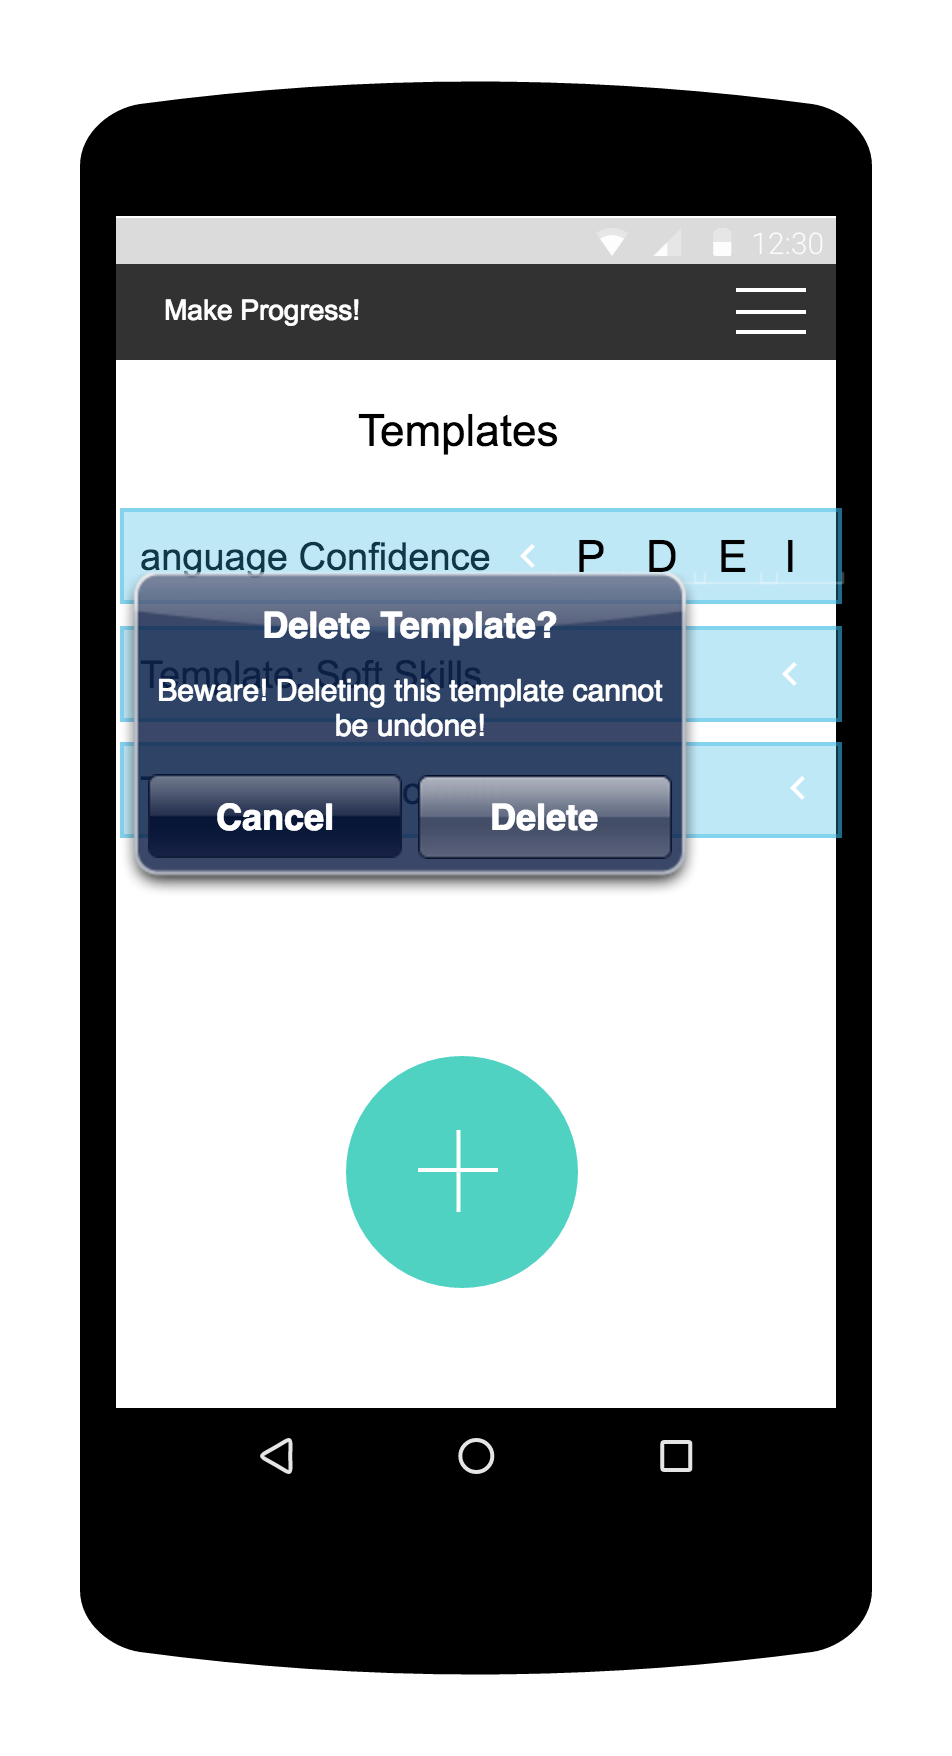 12:30
Make Progress!
Templates
anguage Confidence P D E I
Delete Template?
Template: Soft Skills
Beware! Deleting this template cannot
be undone!
Cancel Delete